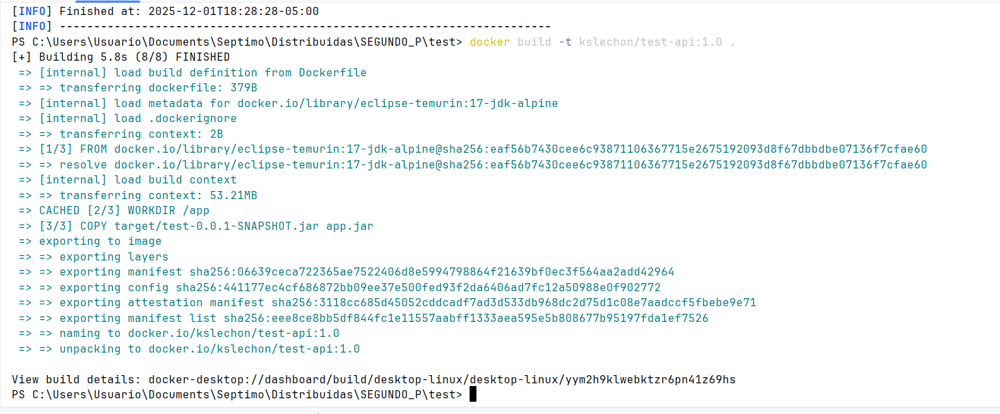 [INFO] Finished at: 2025-12-01T18:28:28-05:00
[INFO] ------------------------------------------------------------------------
PS C:\Users\Usuario\Documents\Septimo\Distribuidas\SEGUNDO_P\test> docker build -t kslechon/test-api:1.0 .
[+] Building 5.8s (8/8) FINISHED
=> [internal] load build definition from Dockerfile
=> => transferring dockerfile: 379B
=> [internal] load metadata for docker.io/library/eclipse-temurin:17-jdk-alpine
=> [internal] load .dockerignore
=> => transferring context: 2B
=> [1/3] FROM docker.io/library/eclipse-temurin:17-jdk-alpine@sha256:eaf56b7430cee6c93871106367715e2675192093d8f67dbbdbe07136f7cfae60
=> => resolve docker.io/library/eclipse-temurin:17-jdk-alpine@sha256:eaf56b7430cee6c93871106367715e2675192093d8f67dbbdbe07136f7cfae60
=> [internal] load build context
=> => transferring context: 53.21MB
=> CACHED [2/3] WORKDIR /app
=> [3/3] COPY target/test-0.0.1-SNAPSHOT.jar app.jar
=> exporting to image
=> => exporting layers
=> => exporting manifest sha256:06639ceca722365ae7522406d8e5994798864f21639bf0ec3f564aa2add42964
=> => exporting config sha256:441177ec4cf686872bb09ee37e500fed93f2da6406ad7fc12a50988e0f902772
=> => exporting attestation manifest sha256:3118cc685d45052cddcadf7ad3d533db968dc2d75d1c08e7aadccf5fbebe9e71
=> => exporting manifest list sha256:eee8ce8bb5df844fc1e11557aabff1333aea595e5b808677b95197fda1ef7526
=> => naming to docker.io/kslechon/test-api:1.0
=> => unpacking to docker.io/kslechon/test-api:1.0
View build details: docker-desktop://dashboard/build/desktop-linux/desktop-linux/yym2h9klwebktzr6pn41z69hs
PS C:\Users\Usuario\Documents\Septimo\Distribuidas\SEGUNDO_P\test>